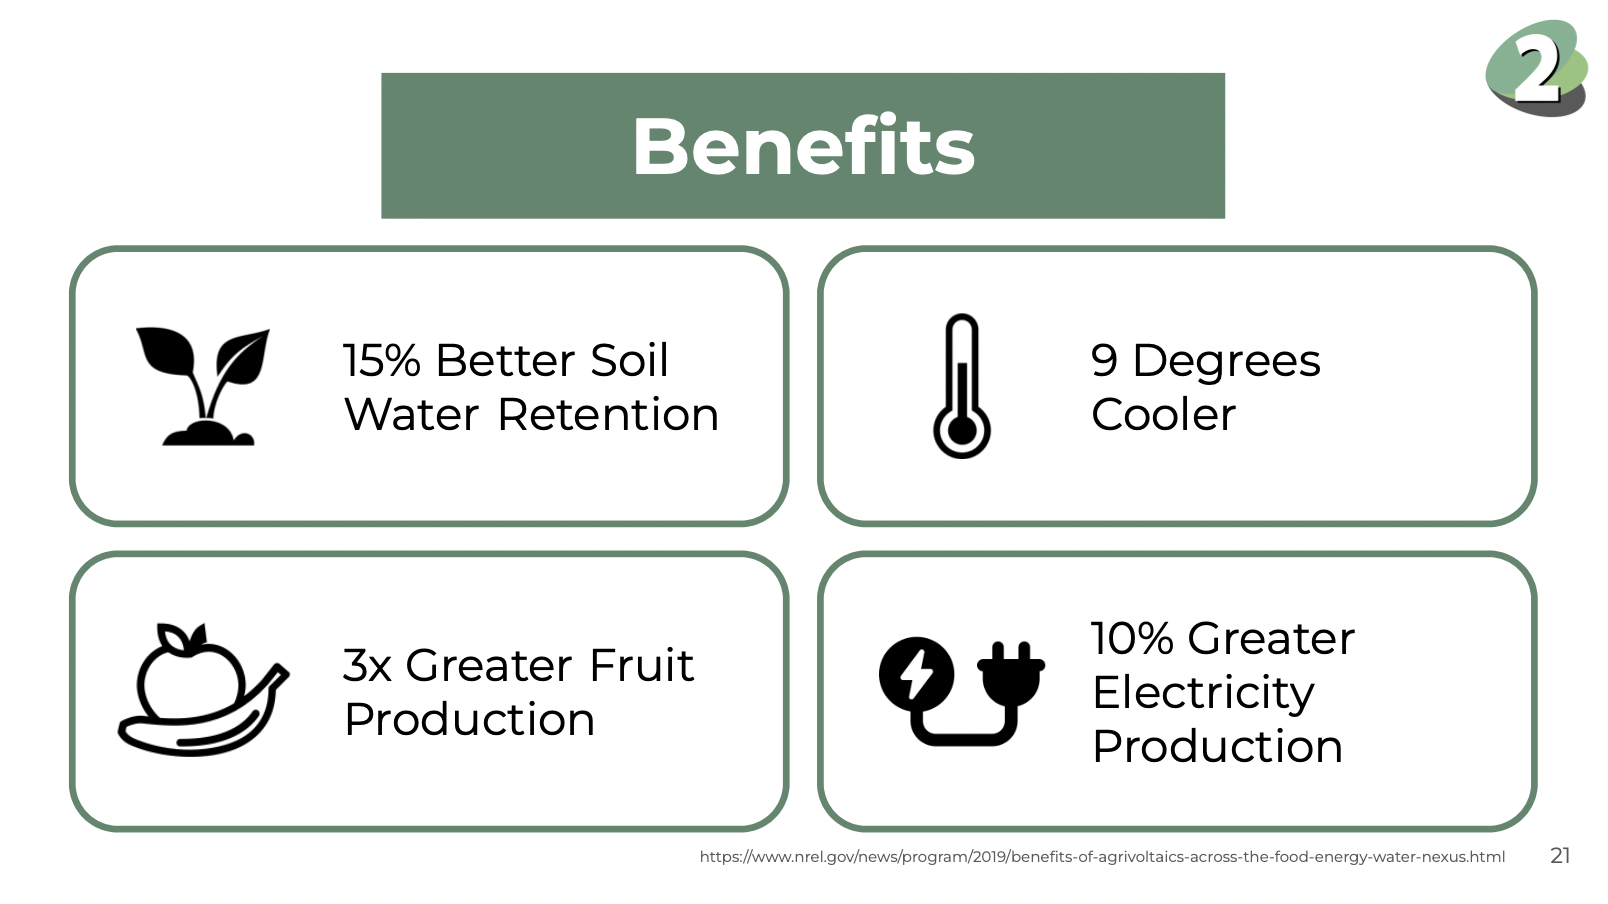 2
Benefits
15% Better Soil
Water Retention
9 Degrees
Cooler
3x Greater Fruit
Production
10% Greater
Electricity
Production
https://www.nrel.gov/news/program/2019/benefits-of-agrivoltaics-across-the-food-energy-water-nexus.html
21